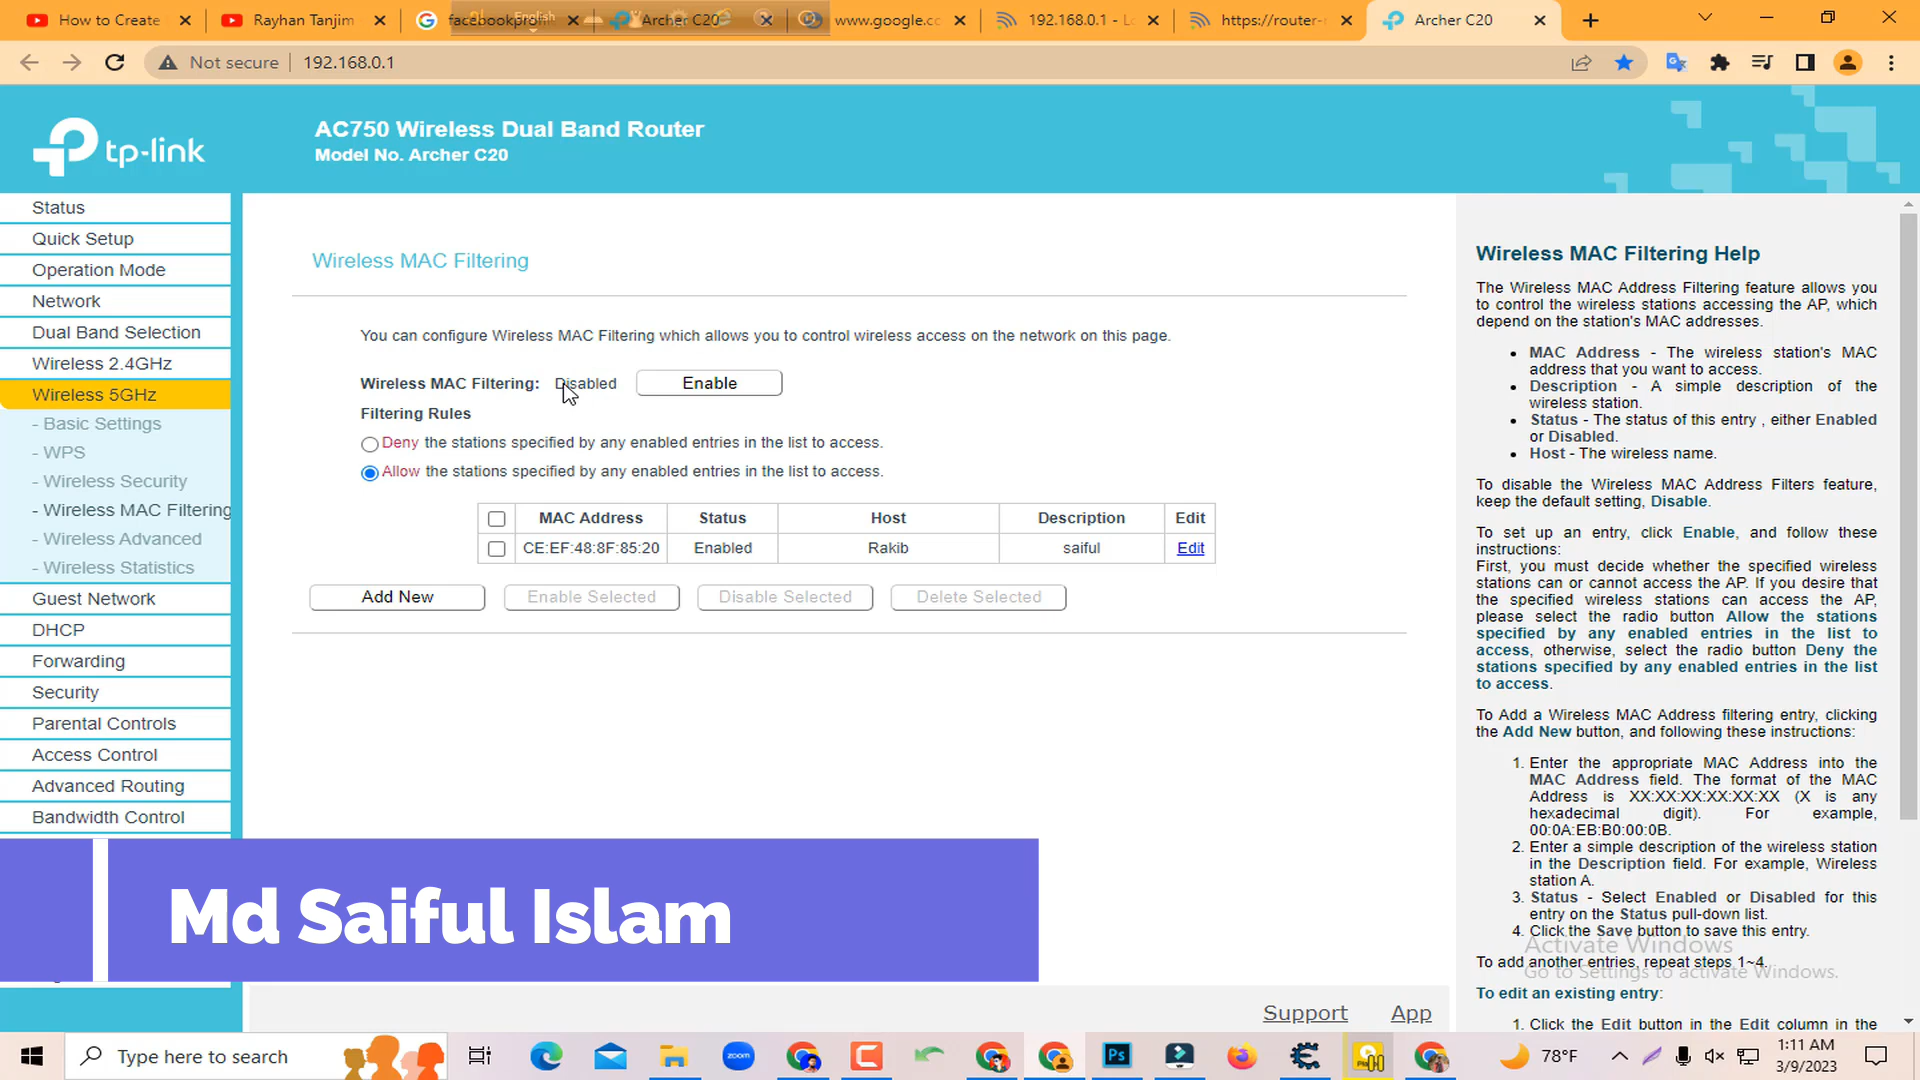 How to Create
Rayhan Tanjim
facebookprom
English
Archer C20
www.google.co
192.168.0.1 - Lo
https://router-
Archer C20
Not secure
192.168.0.1
tp-link
AC750 Wireless Dual Band Router
Model No. Archer C20
Status
Quick Setup
Operation Mode
Network
Dual Band Selection
Wireless 2.4GHz
Wireless 5GHz
- Basic Settings
- WPS
- Wireless Security
- Wireless MAC Filtering
- Wireless Advanced
- Wireless Statistics
Guest Network
DHCP
Forwarding
Security
Parental Controls
Access Control
Advanced Routing
Bandwidth Control
Wireless MAC Filtering
You can configure Wireless MAC Filtering which allows you to control wireless access on the network on this page.
Wireless MAC Filtering: Disabled Enable
Filtering Rules
Deny the stations specified by any enabled entries in the list to access.
Allow the stations specified by any enabled entries in the list to access.
MAC Address Status Host Description Edit
CE:EF:48:8F:85:20 Enabled Rakib saiful Edit
Add New Enable Selected Disable Selected Delete Selected
Support App
Wireless MAC Filtering Help
The Wireless MAC Address Filtering feature allows you
to control the wireless stations accessing the AP, which
depend on the station's MAC addresses.
• MAC Address - The wireless station's MAC
address that you want to access.
• Description - A simple description of the
wireless station.
• Status - The status of this entry , either Enabled
or Disabled.
• Host - The wireless name.
To disable the Wireless MAC Address Filters feature,
keep the default setting, Disable.
To set up an entry, click Enable, and follow these
instructions:
First, you must decide whether the specified wireless
stations can or cannot access the AP. If you desire that
the specified wireless stations can access the AP,
please select the radio button Allow the stations
specified by any enabled entries in the list to
access, otherwise, select the radio button Deny the
stations specified by any enabled entries in the list
to access.
To Add a Wireless MAC Address filtering entry, clicking
the Add New button, and following these instructions:
1. Enter the appropriate MAC Address into the
MAC Address field. The format of the MAC
Address is XX:XX:XX:XX:XX:XX (X is any
hexadecimal digit). For example,
00:0A:EB:B0:00:0B.
2. Enter a simple description of the wireless station
in the Description field. For example, Wireless
station A.
3. Status - Select Enabled or Disabled for this
entry on the Status pull-down list.
4. Click the Save button to save this entry.
To add another entries, repeat steps 1~4.
To edit an existing entry:
1. Click the Edit button in the Edit column in the
Activate Windows
Go to Settings to activate Windows.
Md Saiful Islam
Type here to search
zoom
Ps
78°F
1:11 AM
3/9/2023